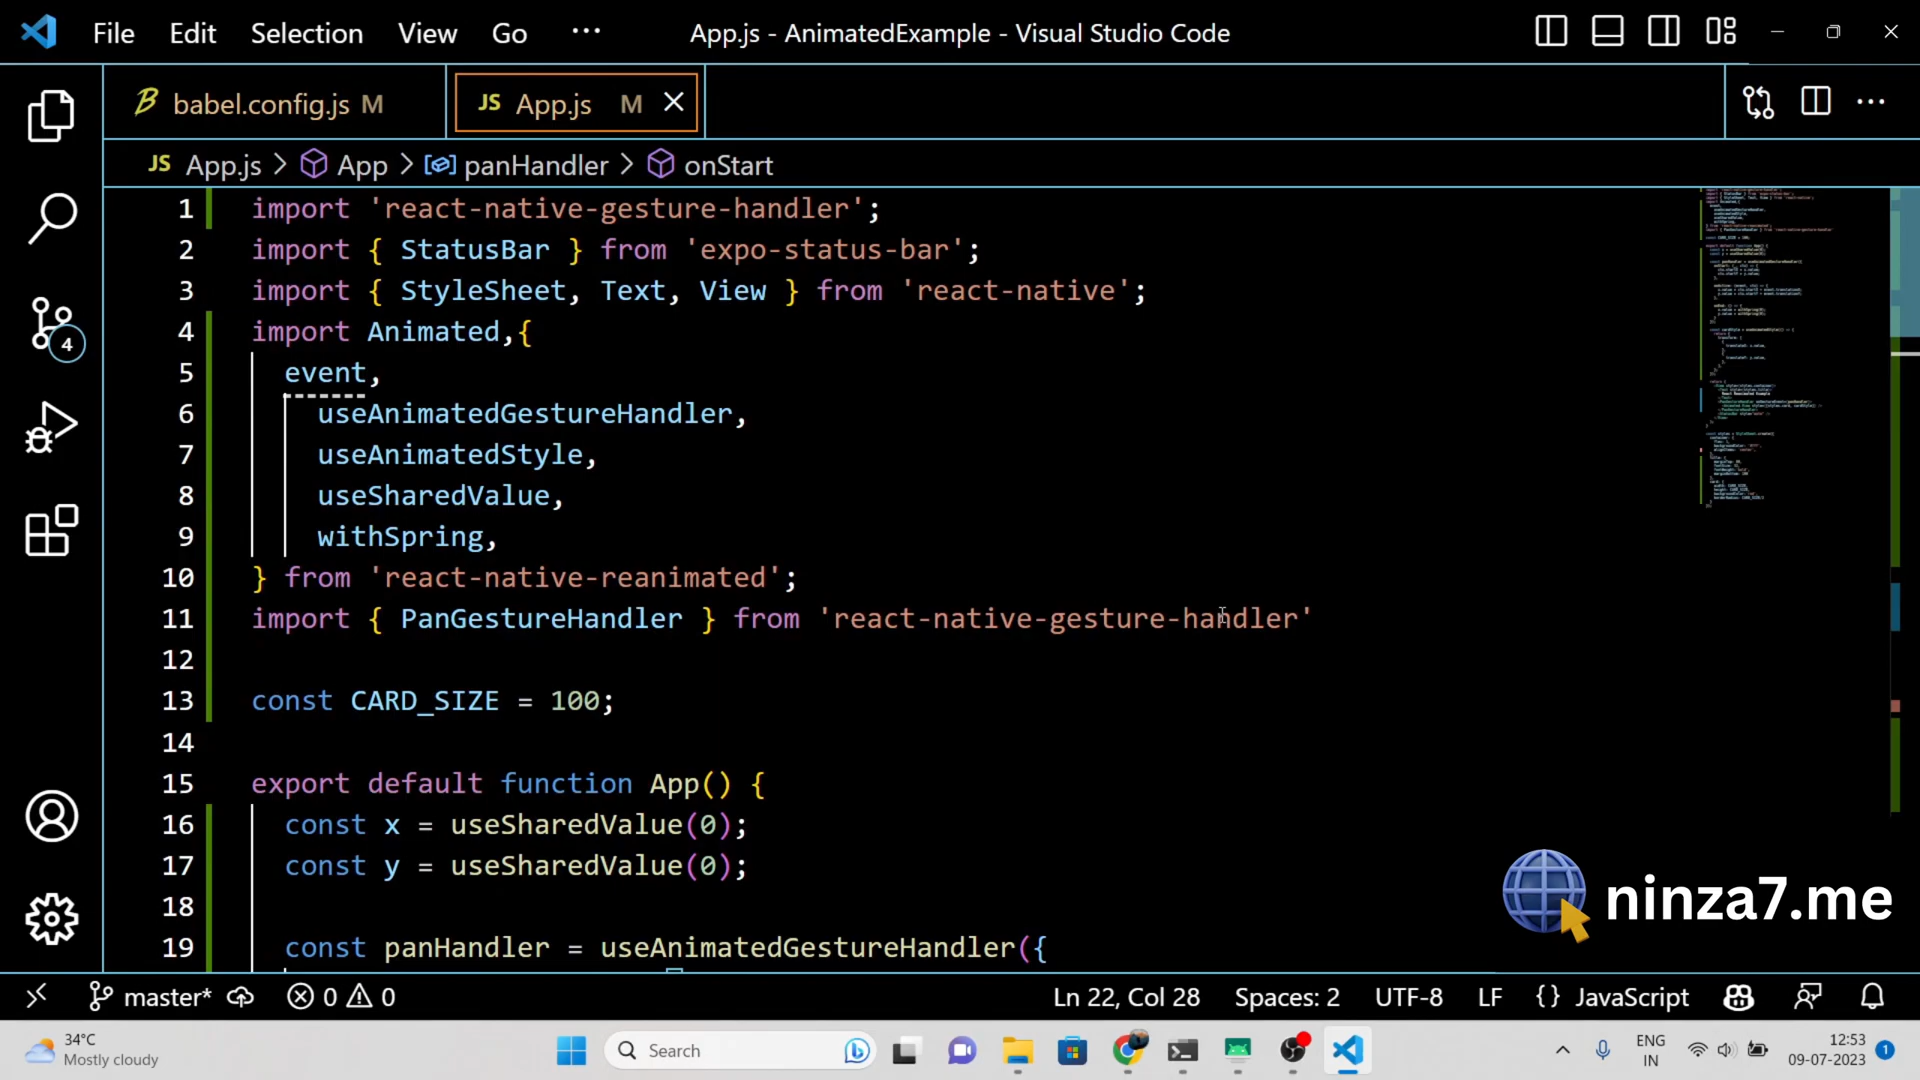 File Edit Selection View Go ··· App.js - AnimatedExample - Visual Studio Code
babel.config.js M JS App.js M
JS App.js > App > panHandler > onStart
1 import 'react-native-gesture-handler';
2 import { StatusBar } from 'expo-status-bar';
3 import { StyleSheet, Text, View } from 'react-native';
4 import Animated,{
5 event,
6 useAnimatedGestureHandler,
7 useAnimatedStyle,
8 useSharedValue,
9 withSpring,
10 } from 'react-native-reanimated';
11 import { PanGestureHandler } from 'react-native-gesture-handler'
12
13 const CARD_SIZE = 100;
14
15 export default function App() {
16 const x = useSharedValue(0);
17 const y = useSharedValue(0);
18
19 const panHandler = useAnimatedGestureHandler({
4
ninza7.me
master* 0 0 Ln 22, Col 28 Spaces: 2 UTF-8 LF {} JavaScript
34°C
Mostly cloudy
Search
ENG
IN
12:53
09-07-2023
1